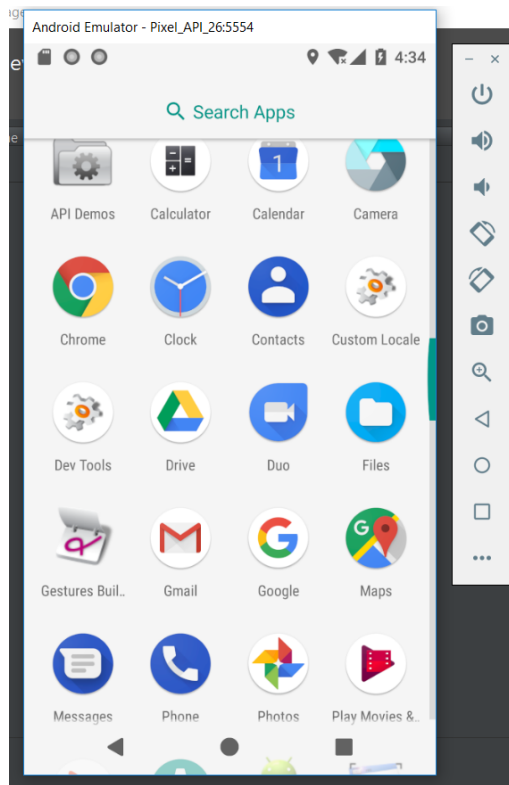 Android Emulator - Pixel_API_26:5554
4:34
Search Apps
API Demos Calculator Calendar Camera
Chrome Clock Contacts Custom Locale
Dev Tools Drive Duo Files
Gestures Buil.. Gmail Google Maps
Messages Phone Photos Play Movies &..